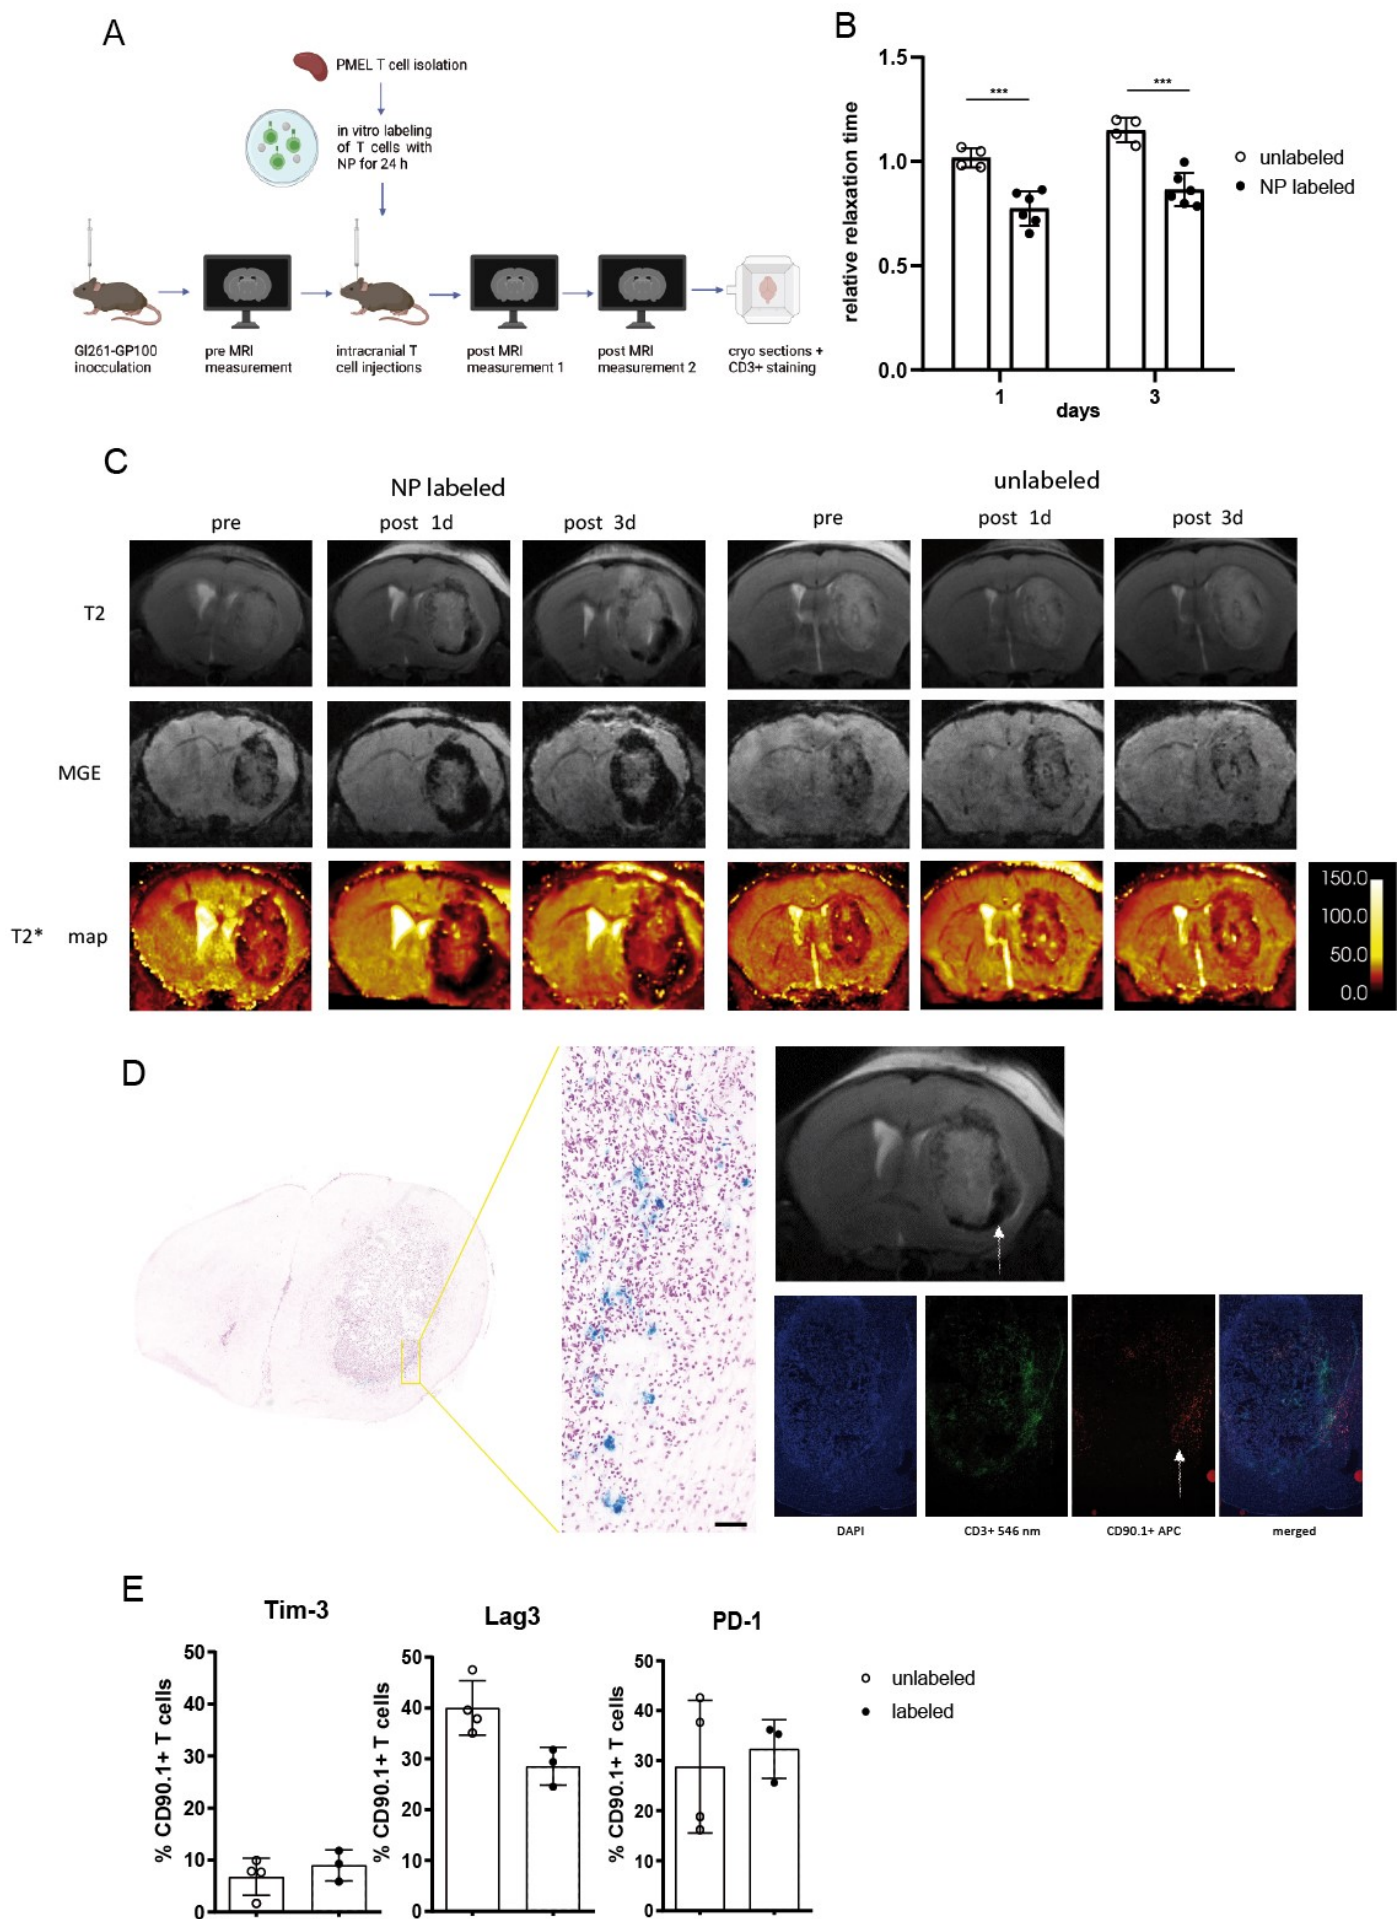 A
PMEL T cell isolation
in vitro labeling
of T cells with
NP for 24 h
Gl261-GP100
inocculation
pre MRI
measurement
intracranial T
cell injections
post MRI
measurement 1
post MRI
measurement 2
cryo sections +
CD3+ staining
B
relative relaxation time
1.5
1.0
0.5
0.0
***
***
1
3
days
unlabeled
NP labeled
C
NP labeled
unlabeled
pre
post 1d
post 3d
pre
post 1d
post 3d
T2
MGE
T2* map
150.0
100.0
50.0
0.0
D
DAPI
CD3+ 546 nm
CD90.1+ APC
merged
E
Tim-3
% CD90.1+ T cells
50
40
30
20
10
0
Lag3
% CD90.1+ T cells
50
40
30
20
10
0
PD-1
% CD90.1+ T cells
50
40
30
20
10
0
unlabeled
labeled